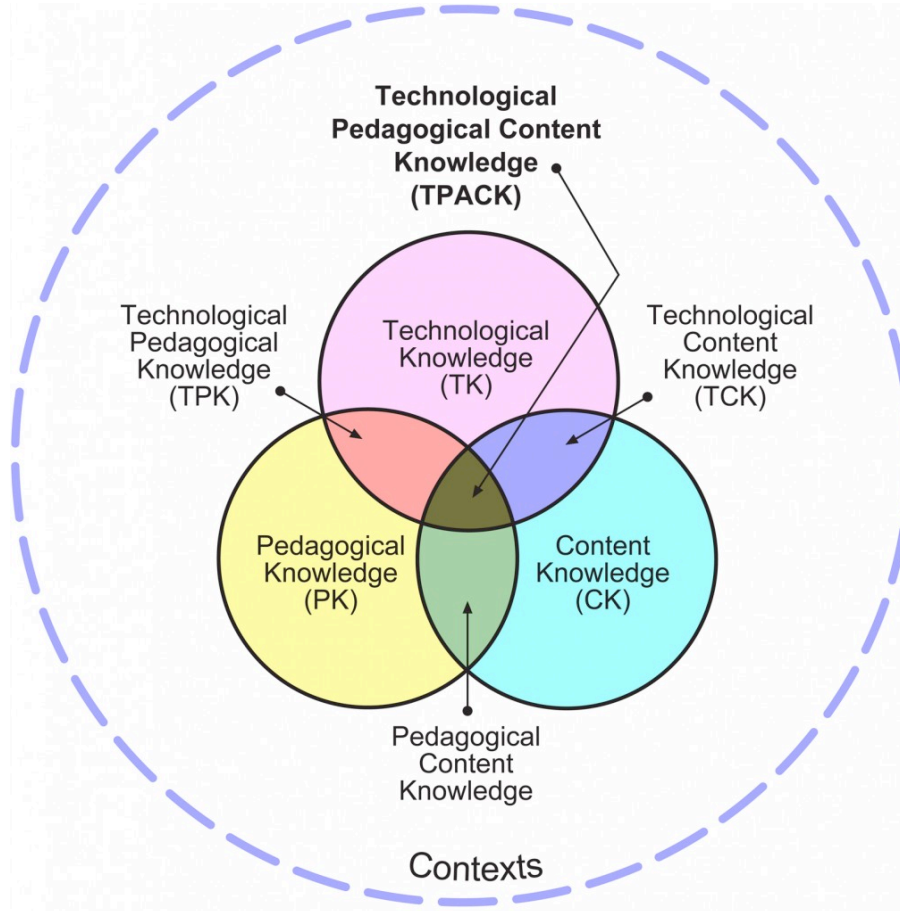 Technological
Pedagogical Content
Knowledge
(TPACK)
Technological
Pedagogical
Knowledge
(TPK)
Technological
Knowledge
(TK)
Technological
Content
Knowledge
(TCK)
Pedagogical
Knowledge
(PK)
Content
Knowledge
(CK)
Pedagogical
Content
Knowledge
Contexts